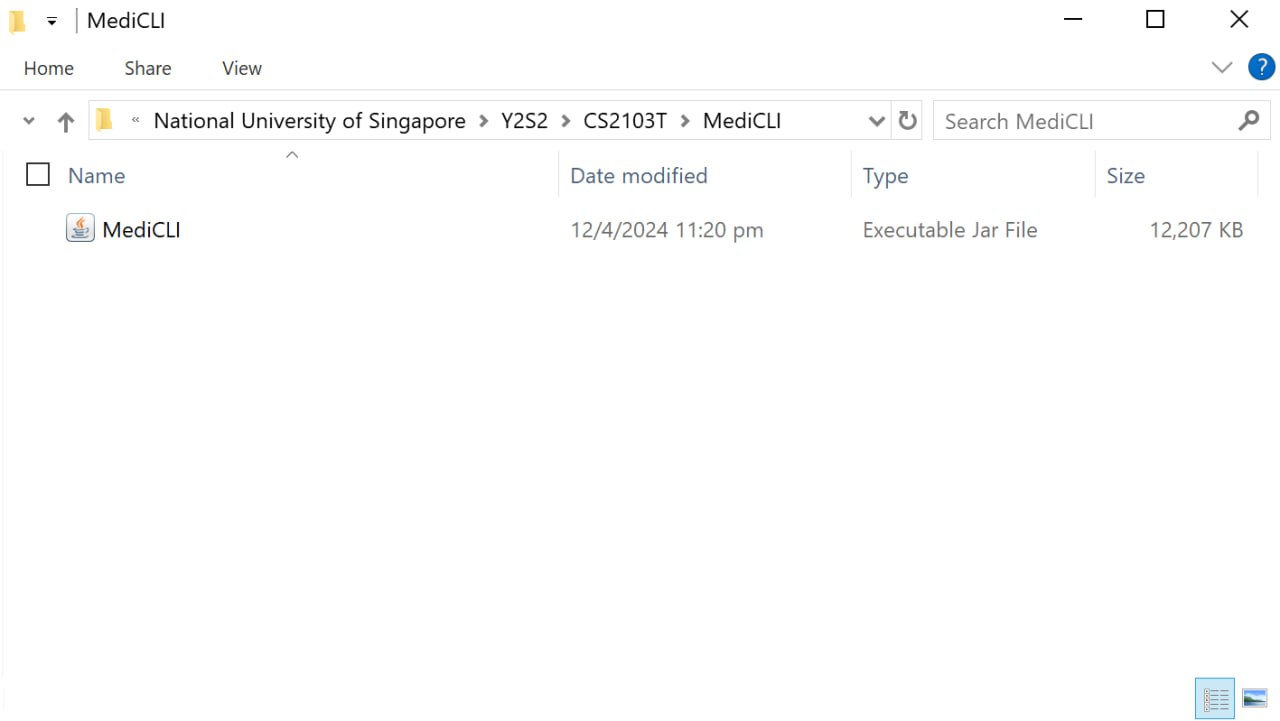 MediCLI
Home Share View
?
« National University of Singapore > Y2S2 > CS2103T > MediCLI Search MediCLI
Name Date modified Type Size
MediCLI 12/4/2024 11:20 pm Executable Jar File 12,207 KB